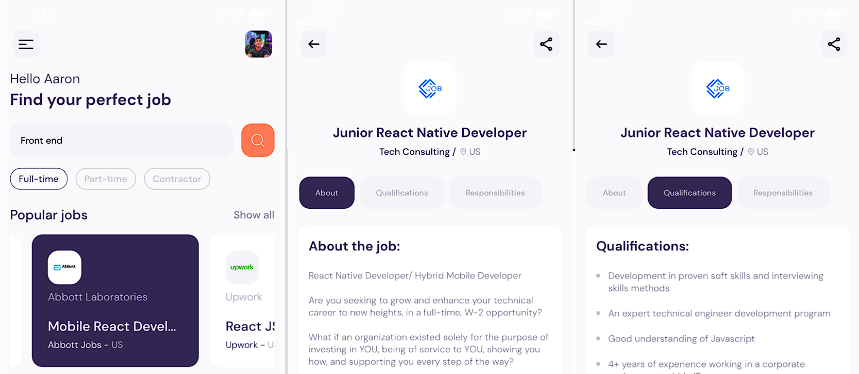 Hello Aaron
Find your perfect job
Front end
Full-time
Part-time
Contractor
Popular jobs
Show all
Abbott
Abbott Laboratories
Mobile React Devel...
Abbott Jobs - US
upwork
Upwork
React JS
Upwork - U
JOB
Junior React Native Developer
Tech Consulting / US
About
Qualifications
Responsibilities
About the job:
React Native Developer/ Hybrid Mobile Developer
Are you seeking to grow and enhance your technical
career to new heights, in a full-time, W-2 opportunity?
What if an organization existed solely for the purpose of
investing in YOU, being of service to YOU, showing you
how, and supporting you every step of the way?
JOB
Junior React Native Developer
Tech Consulting / US
About
Qualifications
Responsibilities
Qualifications:
Development in proven soft skills and interviewing
skills methods
An expert technical engineer development program
Good understanding of Javascript
4+ years of experience working in a corporate